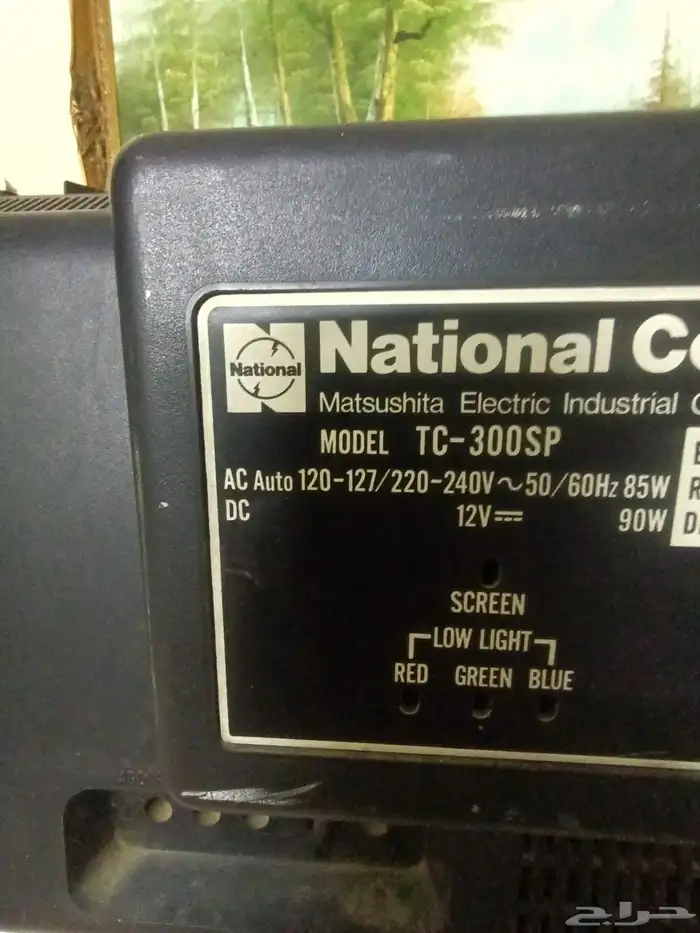 National
National Co
Matsushita Electric Industrial C
MODEL TC-300SP
AC Auto 120-127/220-240V~50/60Hz 85W
DC 12V⎓ 90W
SCREEN
LOW LIGHT
RED GREEN BLUE
حراج